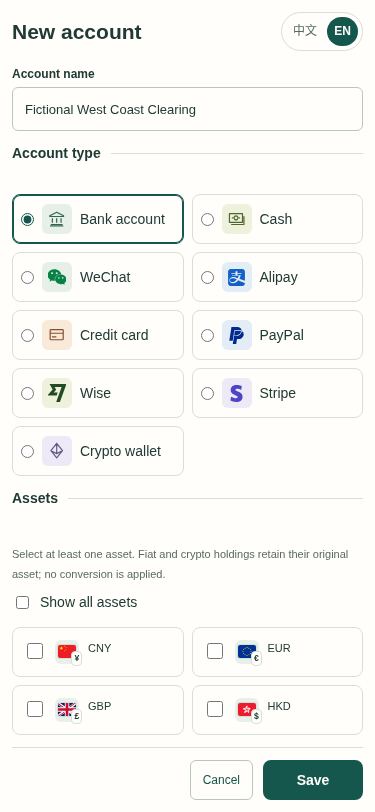 New account
中文 EN
Account name
Fictional West Coast Clearing
Account type
Bank account
Cash
WeChat
Alipay
Credit card
PayPal
Wise
Stripe
Crypto wallet
Assets
Select at least one asset. Fiat and crypto holdings retain their original
asset; no conversion is applied.
Show all assets
¥ CNY
€ EUR
£ GBP
$ HKD
Cancel
Save